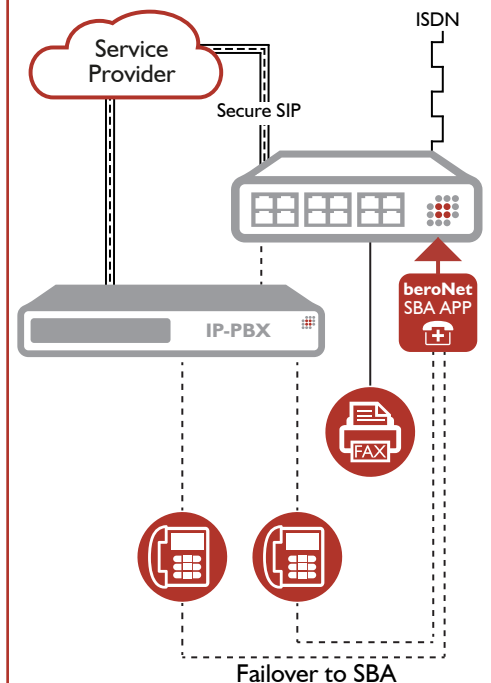 ISDN
Service
Provider
Secure SIP
beroNet
SBA APP
IP-PBX
FAX
Failover to SBA